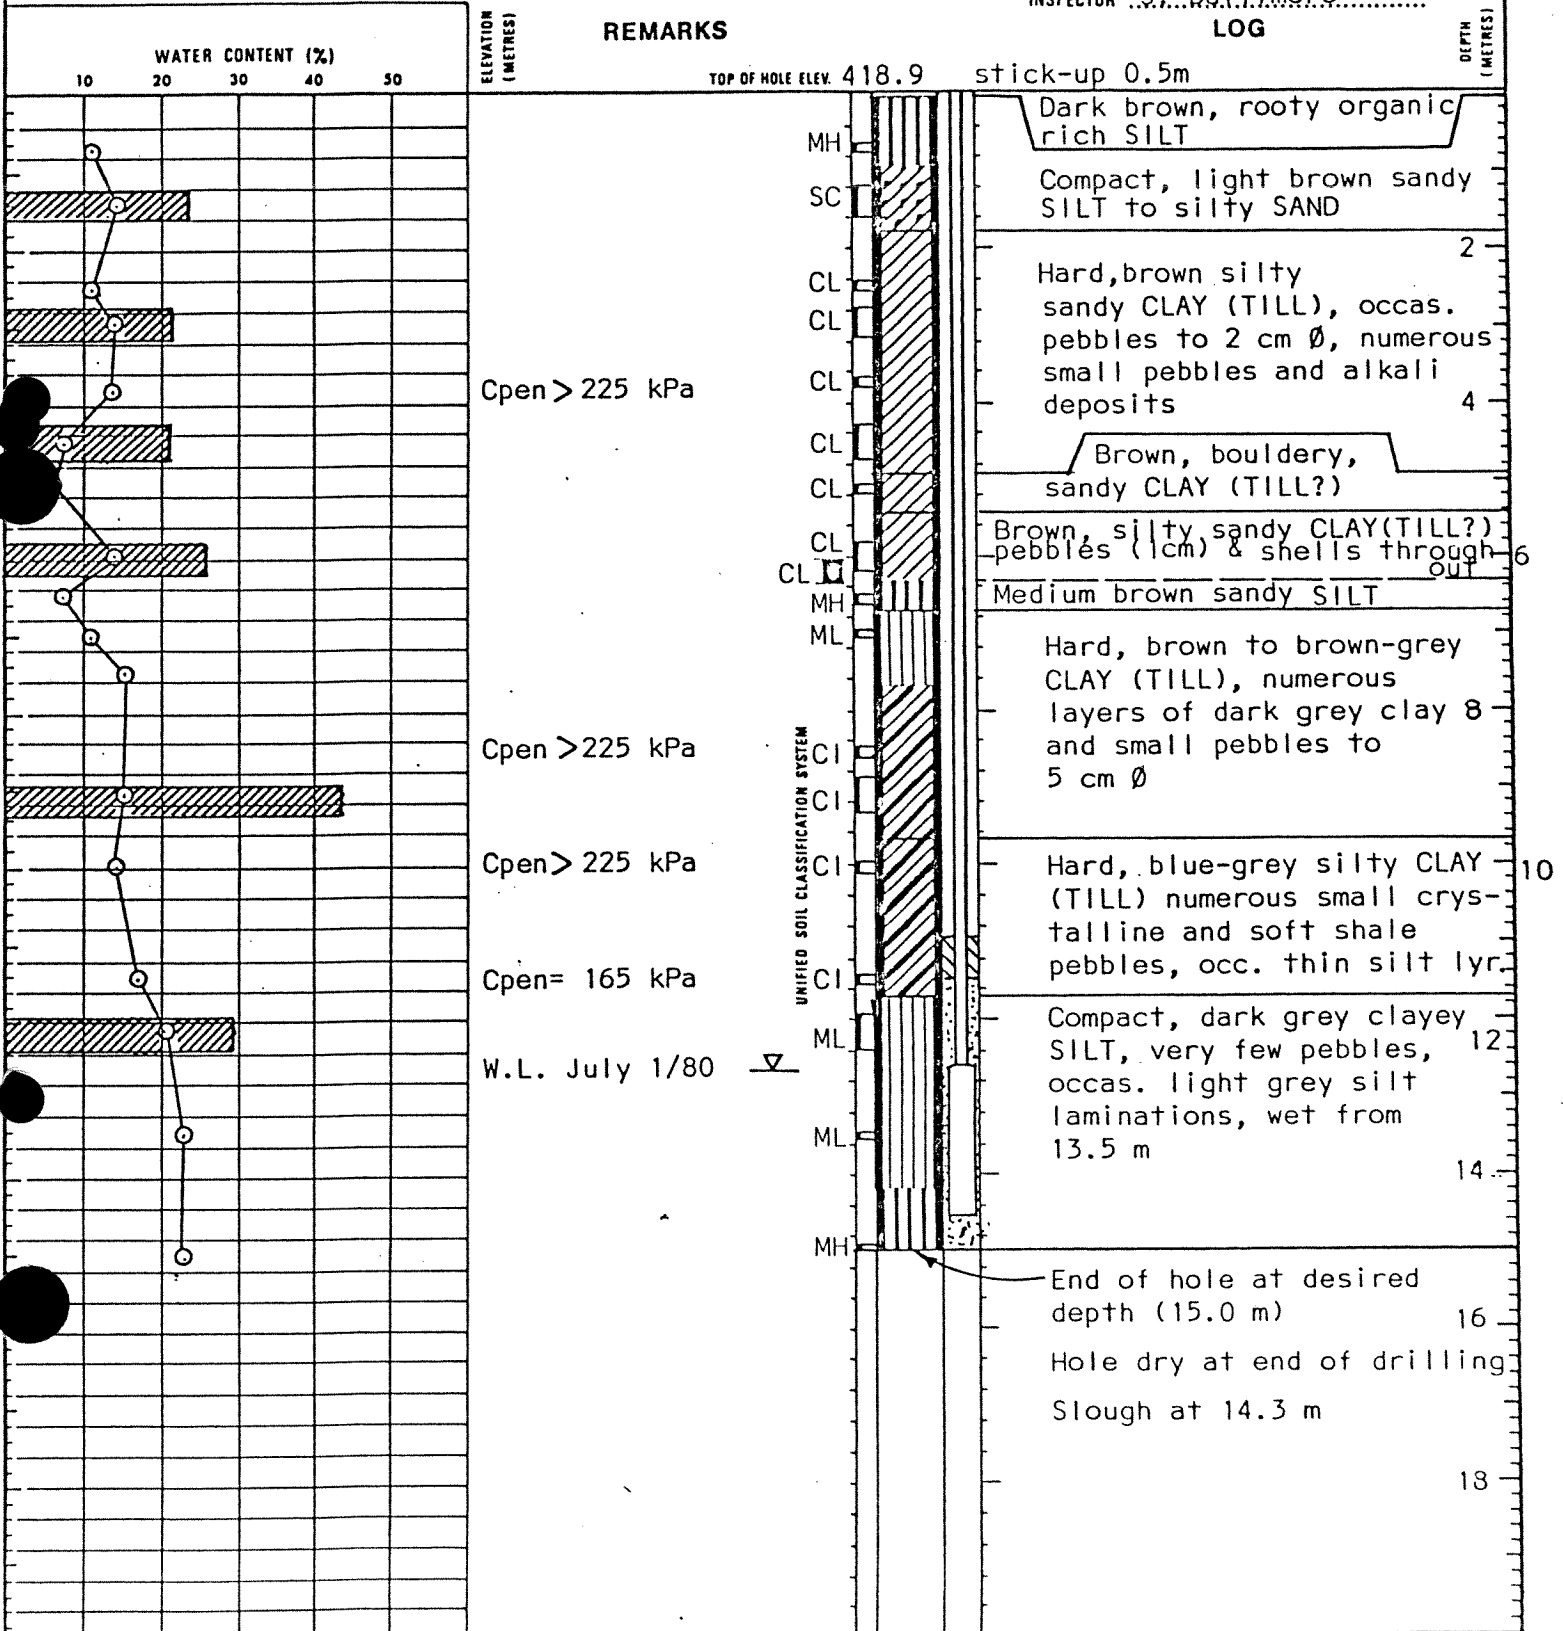 INSPECTOR
WATER CONTENT (%)
10 20 30 40 50
ELEVATION (METRES)
REMARKS
LOG
DEPTH (METRES)
TOP OF HOLE ELEV. 418.9
stick-up 0.5m
Dark brown, rooty organic
rich SILT
MH
Compact, light brown sandy
SILT to silty SAND
SC
2
Hard, brown silty
sandy CLAY (TILL), occas.
pebbles to 2 cm Ø, numerous
small pebbles and alkali
deposits
CL
CL
CL
Cpen > 225 kPa
4
CL
Brown, bouldery,
sandy CLAY (TILL?)
CL
Brown, silty sandy CLAY(TILL?)
pebbles (1cm) & shells through
out
6
CL
CL
Medium brown sandy SILT
MH
ML
Hard, brown to brown-grey
CLAY (TILL), numerous
layers of dark grey clay
and small pebbles to
5 cm Ø
8
Cpen >225 kPa
UNIFIED SOIL CLASSIFICATION SYSTEM
CI
CI
Cpen> 225 kPa
CI
Hard, blue-grey silty CLAY
(TILL) numerous small crys-
talline and soft shale
pebbles, occ. thin silt lyr.
10
Cpen= 165 kPa
CI
Compact, dark grey clayey
SILT, very few pebbles,
occas. light grey silt
laminations, wet from
13.5 m
12
ML
W.L. July 1/80
ML
14
MH
End of hole at desired
depth (15.0 m)
16
Hole dry at end of drilling
Slough at 14.3 m
18